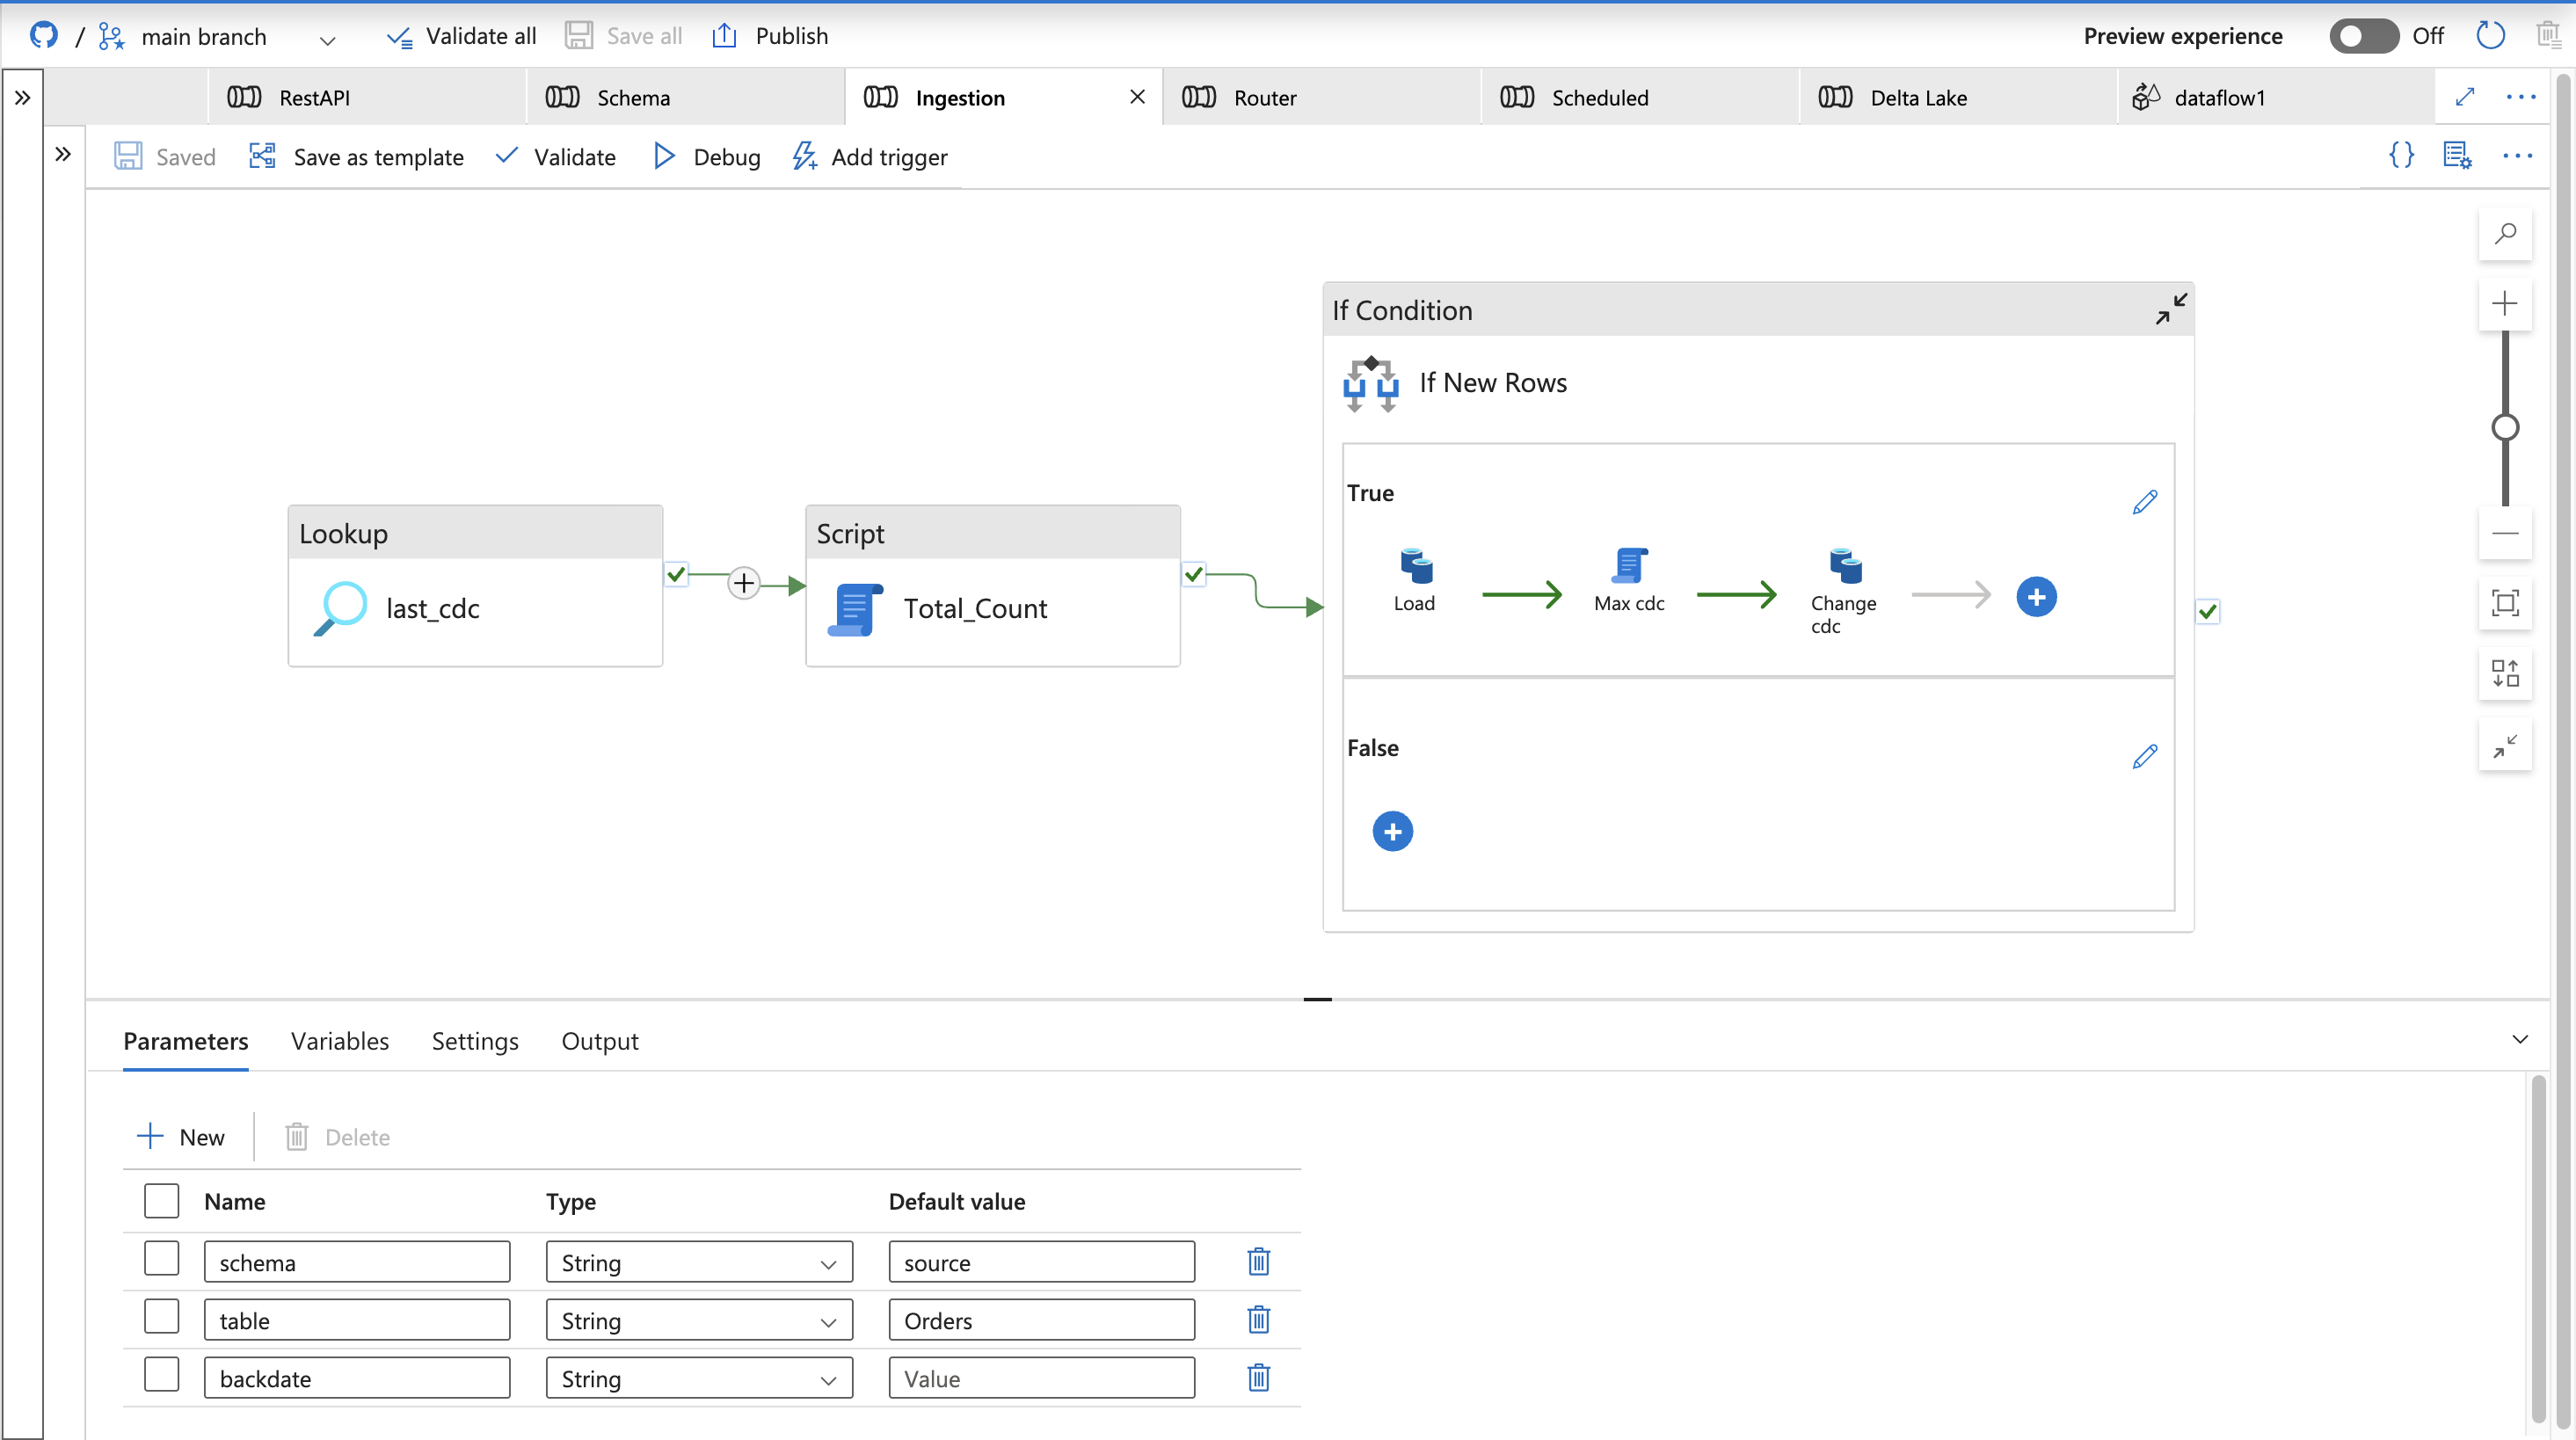 / main branch Validate all Save all Publish Preview experience Off
RestAPI Schema Ingestion Router Scheduled Delta Lake dataflow1
Saved Save as template Validate Debug Add trigger
If Condition
If New Rows
Lookup
last_cdc
Script
Total_Count
True
Load Max cdc Change
cdc
False
Parameters Variables Settings Output
New Delete
Name Type Default value
schema String source
table String Orders
backdate String Value